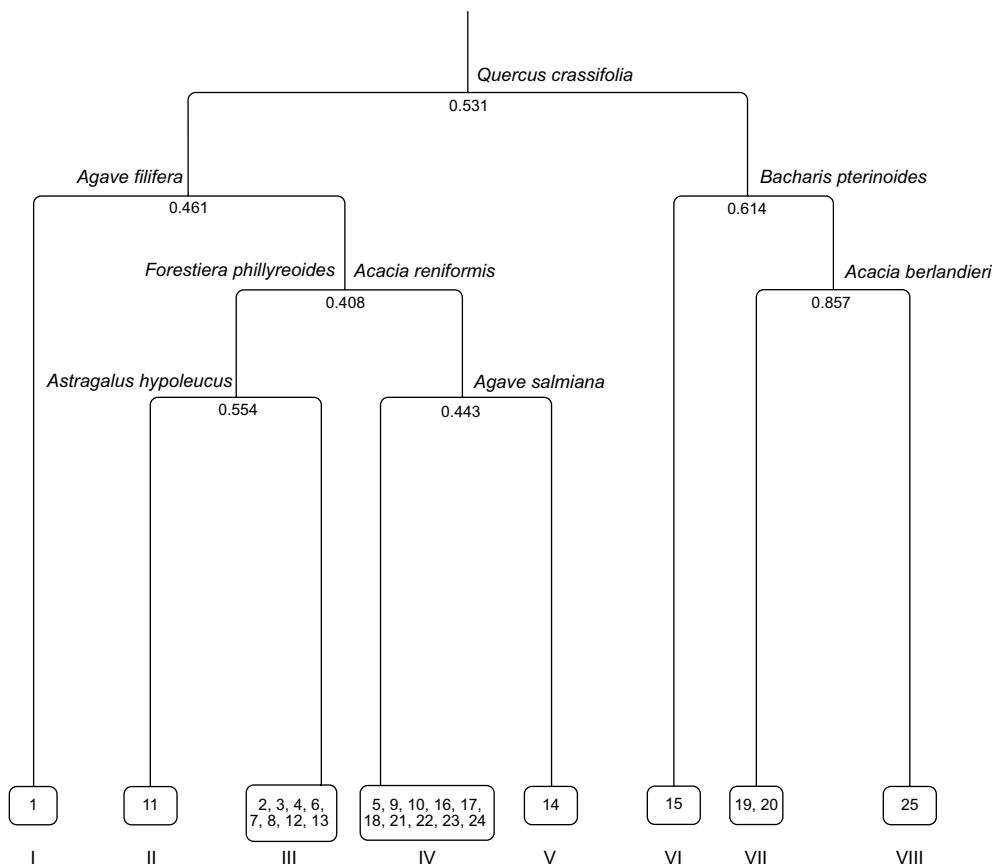 Quercus crassifolia
0.531
Agave filifera
0.461
Bacharis pterinoides
0.614
Forestiera phillyreoides
Acacia reniformis
0.408
Acacia berlandieri
0.857
Astragalus hypoleucus
0.554
Agave salmiana
0.443
1
11
2, 3, 4, 6,
7, 8, 12, 13
5, 9, 10, 16, 17,
18, 21, 22, 23, 24
14
15
19, 20
25
I
II
III
IV
V
VI
VII
VIII